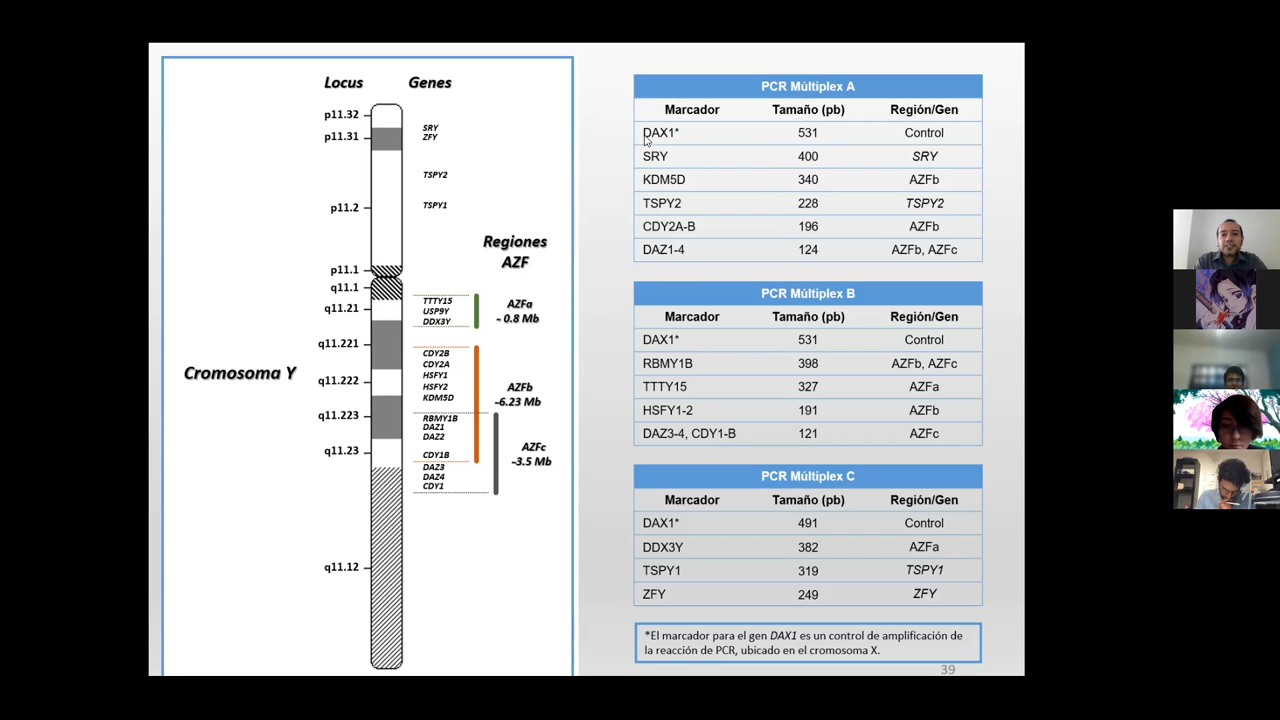 Locus Genes
p11.32
SRY
p11.31
ZFY
TSPY2
p11.2
TSPY1
Regiones
AZF
p11.1
q11.1
q11.21
TTTY15
USP9Y
DDX3Y
AZFa
~ 0.8 Mb
q11.221
CDY2B
CDY2A
HSFY1
HSFY2
KDM5D
q11.222
AZFb
~6.23 Mb
Cromosoma Y
q11.223
RBMY1B
DAZ1
DAZ2
CDY1B
q11.23
AZFc
~3.5 Mb
DAZ3
DAZ4
CDY1
q11.12
PCR Múltiplex A
Marcador Tamaño (pb) Región/Gen
DAX1* 531 Control
SRY 400 SRY
KDM5D 340 AZFb
TSPY2 228 TSPY2
CDY2A-B 196 AZFb
DAZ1-4 124 AZFb, AZFc
PCR Múltiplex B
Marcador Tamaño (pb) Región/Gen
DAX1* 531 Control
RBMY1B 398 AZFb, AZFc
TTTY15 327 AZFa
HSFY1-2 191 AZFb
DAZ3-4, CDY1-B 121 AZFc
PCR Múltiplex C
Marcador Tamaño (pb) Región/Gen
DAX1* 491 Control
DDX3Y 382 AZFa
TSPY1 319 TSPY1
ZFY 249 ZFY
*El marcador para el gen DAX1 es un control de amplificación de
la reacción de PCR, ubicado en el cromosoma X.
39